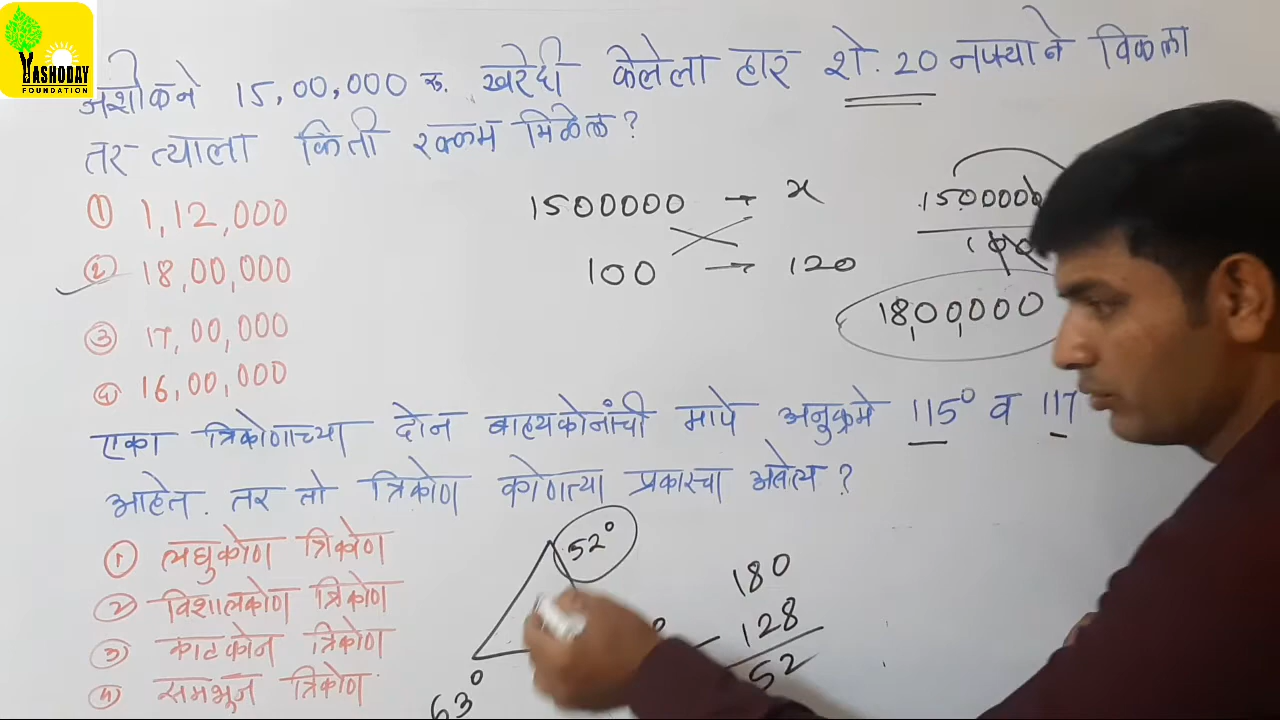 YASHODAY
FOUNDATION
अशोकने 15,00,000 रू. खरेदी केलेला हार शे. 20 नफ्याने विकला
तर त्याला किती रक्कम मिळेल?
① 1,12,000
② 18,00,000
③ 17,00,000
④ 16,00,000
1500000 → x
100 → 120
1500000
100
18,00,000
एका त्रिकोणाच्या दोन बाह्यकोनांची मापे अनुक्रमे 115° व 117
आहेत. तर तो त्रिकोण कोणत्या प्रकारचा असेल?
① लघुकोण त्रिकोण
② विशालकोण त्रिकोण
③ काटकोन त्रिकोण
④ समभूज त्रिकोण
52°
63°
180
- 128
52